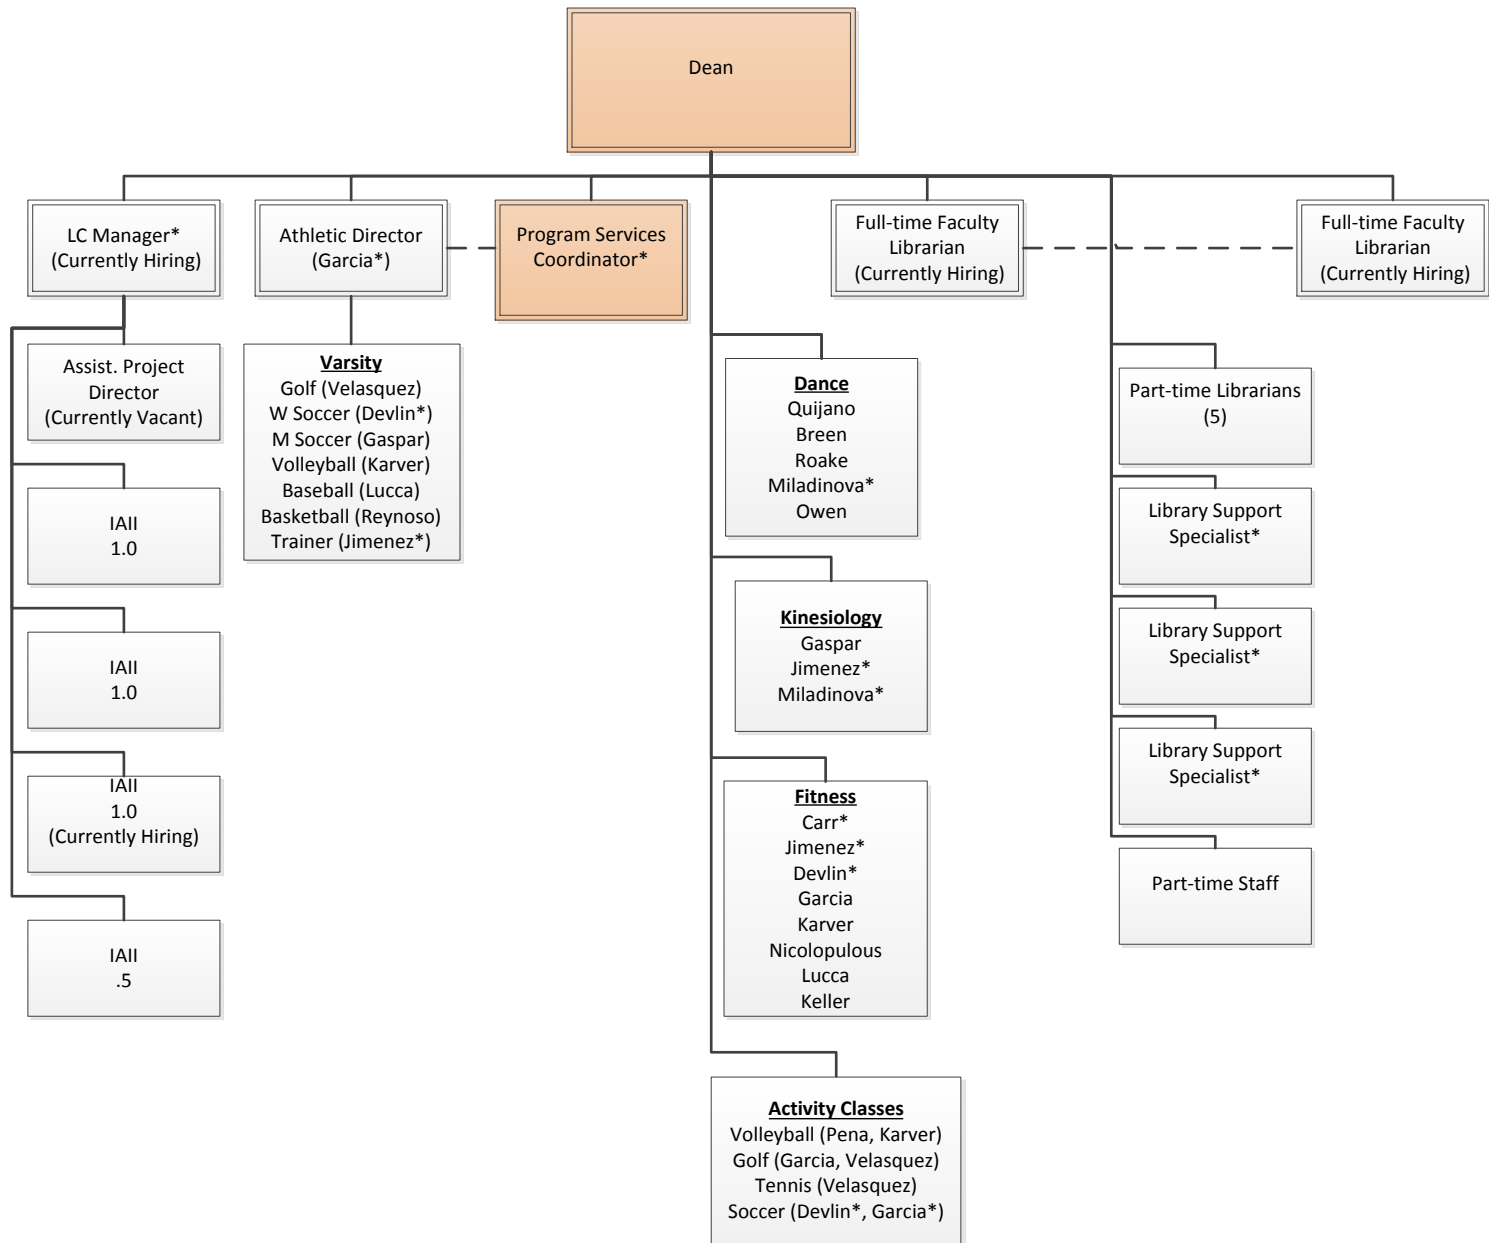 Dean
LC Manager*
(Currently Hiring)
Athletic Director
(Garcia*)
Program Services
Coordinator*
Full-time Faculty
Librarian
(Currently Hiring)
Full-time Faculty
Librarian
(Currently Hiring)
Assist. Project
Director
(Currently Vacant)
IAII
1.0
IAII
1.0
IAII
1.0
(Currently Hiring)
IAII
.5
Varsity
Golf (Velasquez)
W Soccer (Devlin*)
M Soccer (Gaspar)
Volleyball (Karver)
Baseball (Lucca)
Basketball (Reynoso)
Trainer (Jimenez*)
Dance
Quijano
Breen
Roake
Miladinova*
Owen
Kinesiology
Gaspar
Jimenez*
Miladinova*
Fitness
Carr*
Jimenez*
Devlin*
Garcia
Karver
Nicolopulous
Lucca
Keller
Activity Classes
Volleyball (Pena, Karver)
Golf (Garcia, Velasquez)
Tennis (Velasquez)
Soccer (Devlin*, Garcia*)
Part-time Librarians
(5)
Library Support
Specialist*
Library Support
Specialist*
Library Support
Specialist*
Part-time Staff